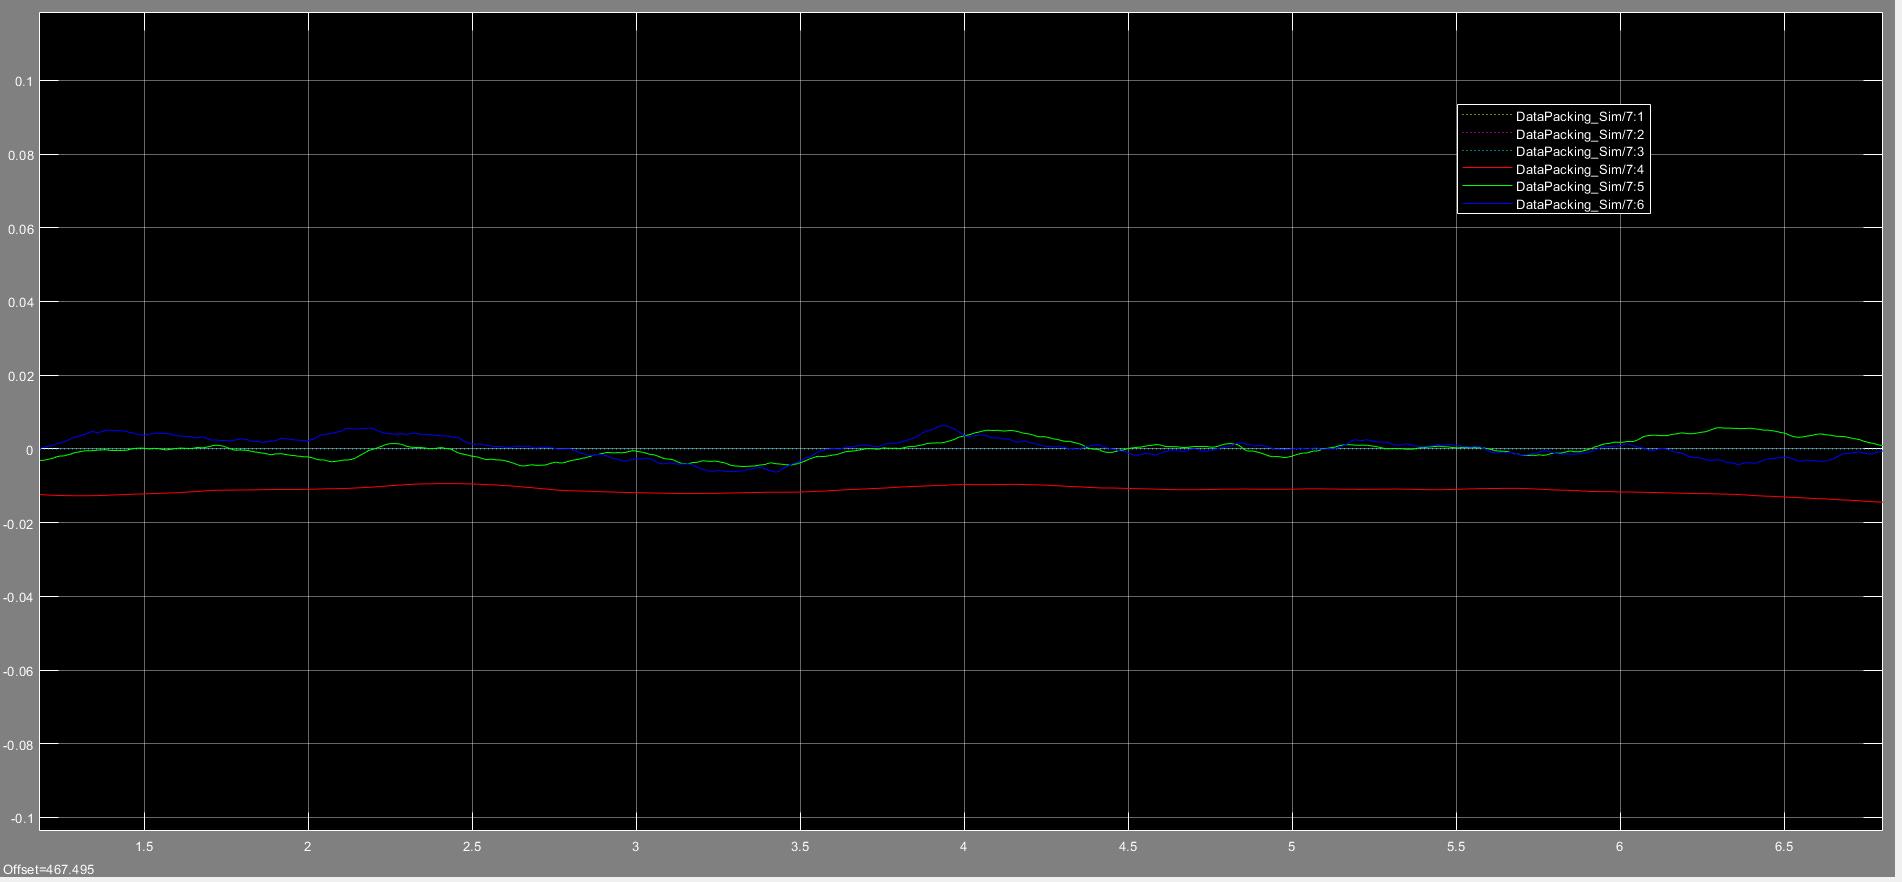 0.1
0.08
0.06
0.04
0.02
0
-0.02
-0.04
-0.06
-0.08
-0.1
DataPacking_Sim/7:1
DataPacking_Sim/7:2
DataPacking_Sim/7:3
DataPacking_Sim/7:4
DataPacking_Sim/7:5
DataPacking_Sim/7:6
1.5 2 2.5 3 3.5 4 4.5 5 5.5 6 6.5
Offset=467.495